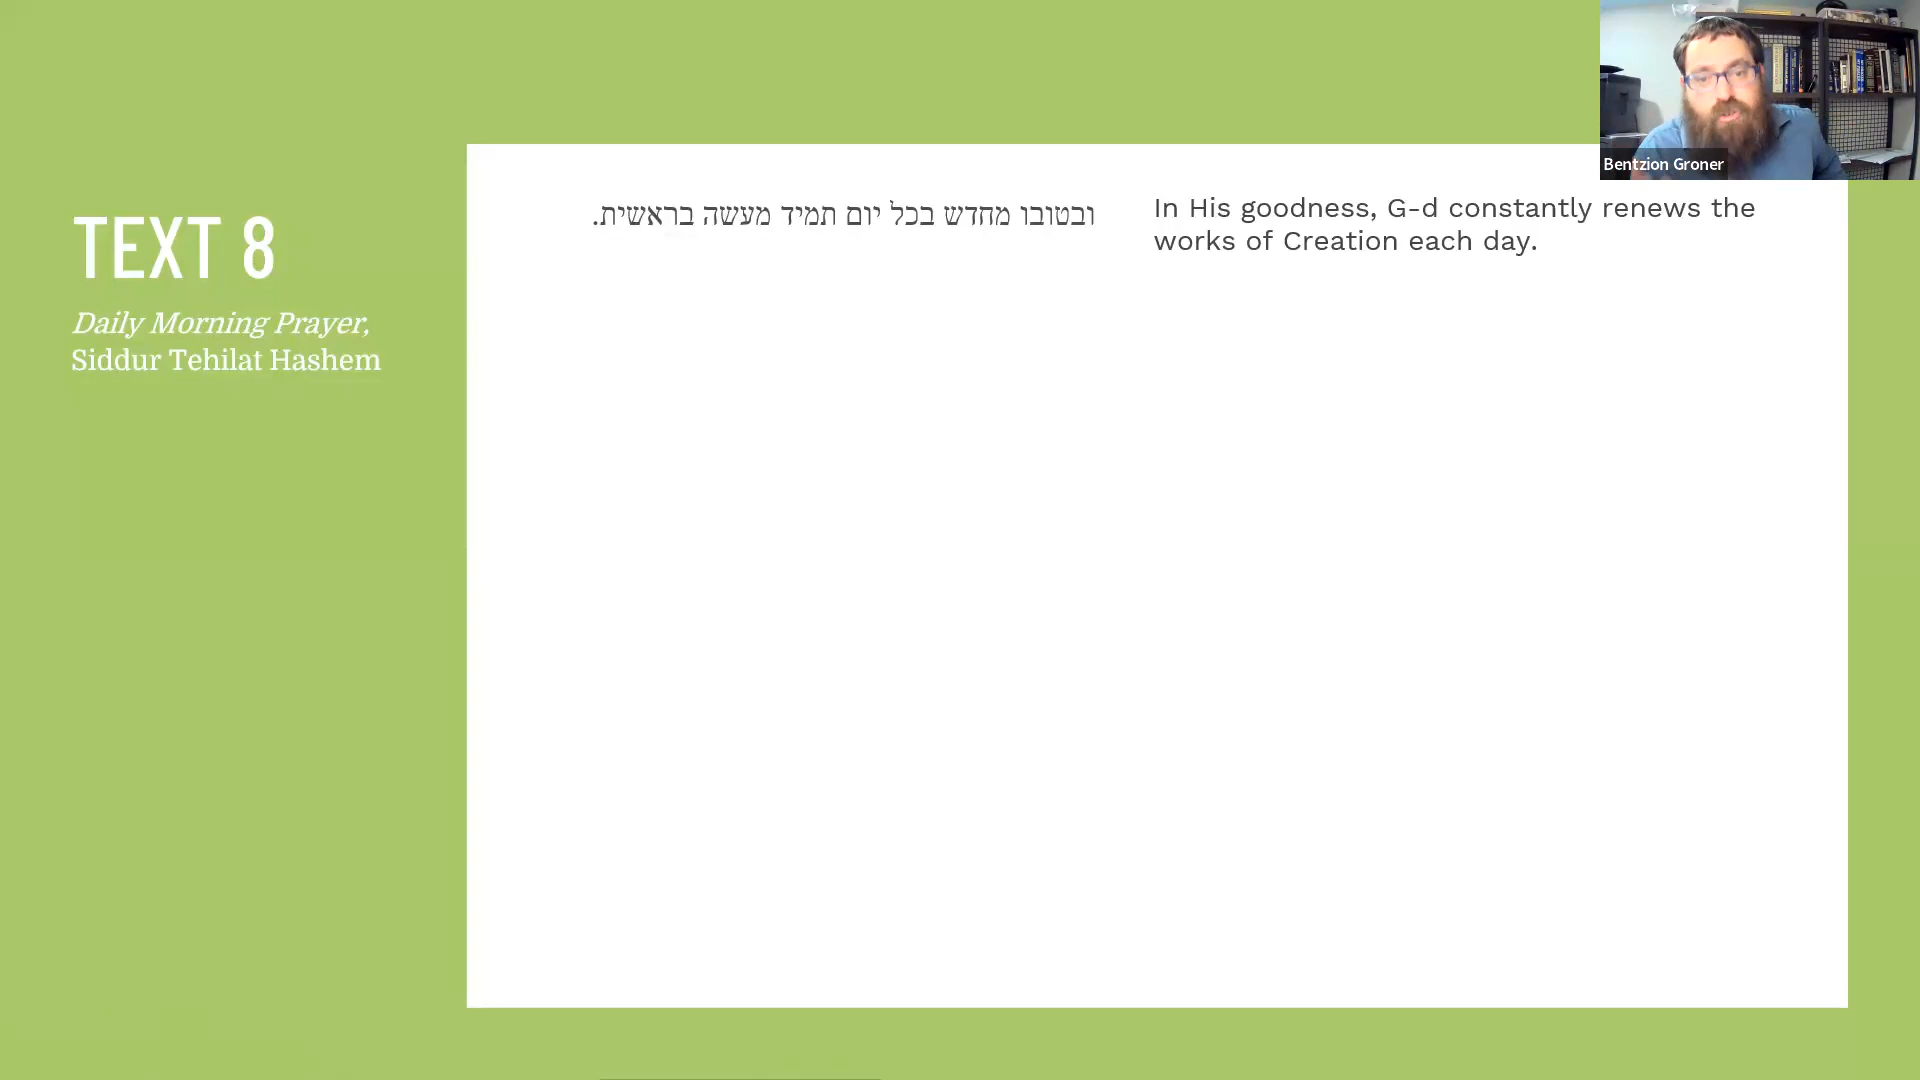 TEXT 8
Daily Morning Prayer,
Siddur Tehilat Hashem
ובטובו מחדש בכל יום תמיד מעשה בראשית.
In His goodness, G-d constantly renews the
works of Creation each day.
Bentzion Groner